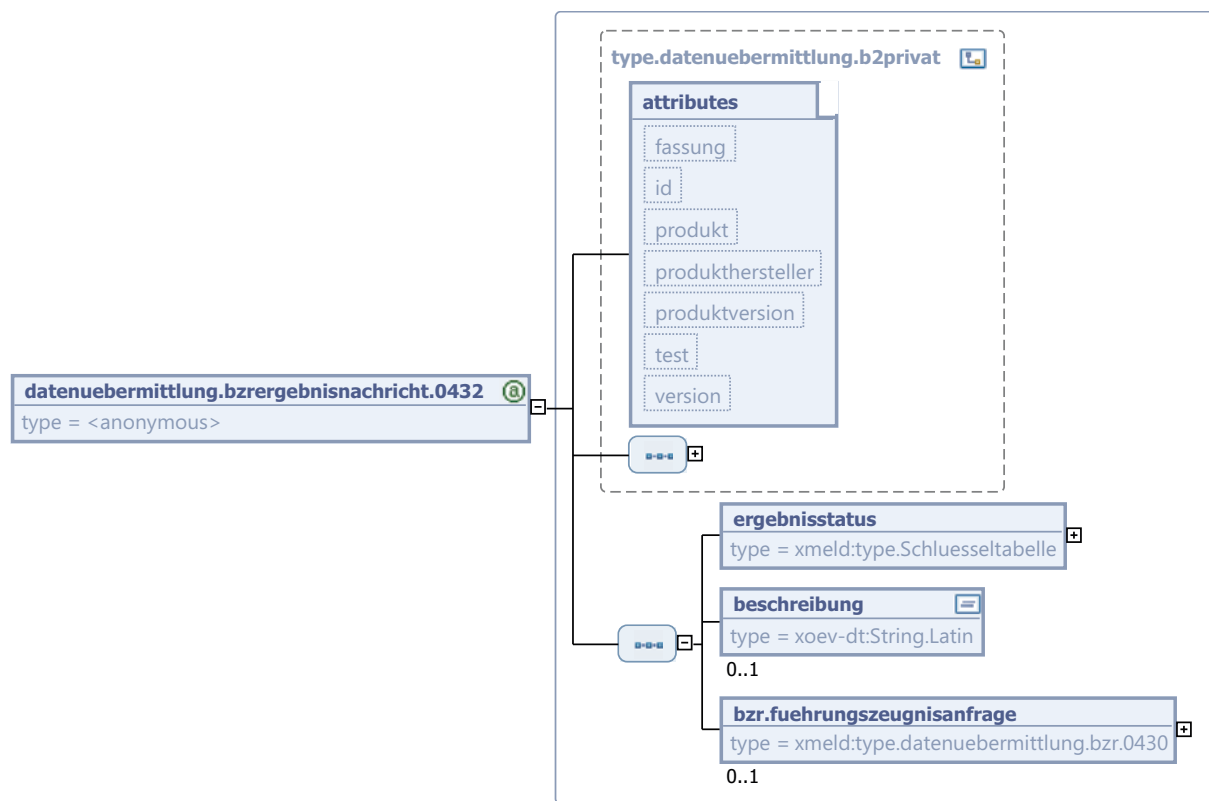 type.datenuebermittlung.b2privat
attributes
fassung
id
produkt
produkthersteller
produktversion
test
version
datenuebermittlung.bzrergebnisnachricht.0432
type = <anonymous>
ergebnisstatus
type = xmeld:type.Schluesseltabelle
beschreibung
type = xoev-dt:String.Latin
0..1
bzr.fuehrungszeugnisanfrage
type = xmeld:type.datenuebermittlung.bzr.0430
0..1